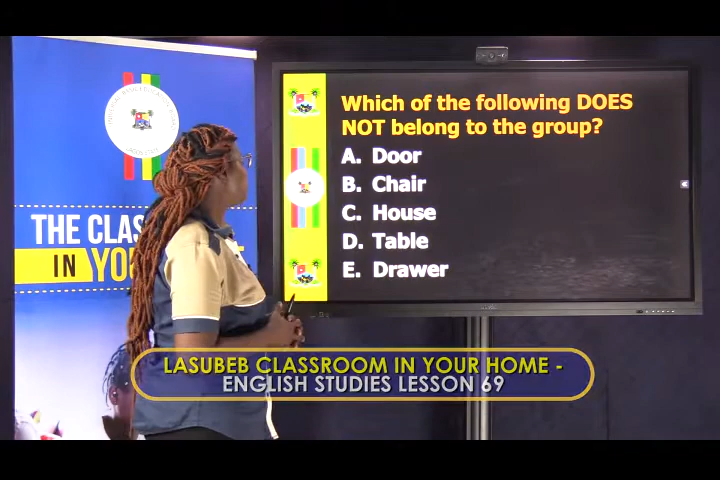 Which of the following DOES
NOT belong to the group?
A. Door
B. Chair
C. House
D. Table
E. Drawer
THE CLAS
IN YOU
LASUBEB CLASSROOM IN YOUR HOME -
ENGLISH STUDIES LESSON 69